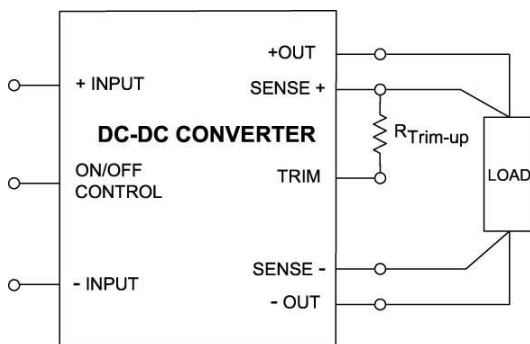 +OUT
+ INPUT
SENSE +
DC-DC CONVERTER
RTrim-up
ON/OFF
CONTROL
TRIM
LOAD
SENSE -
- INPUT
- OUT